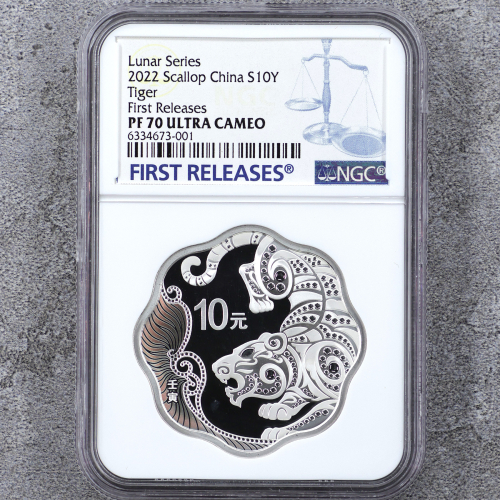 Lunar Series
2022 Scallop China S10Y
Tiger
First Releases
PF 70 ULTRA CAMEO
6334673-001
FIRST RELEASES®
NGC®
10元
壬寅